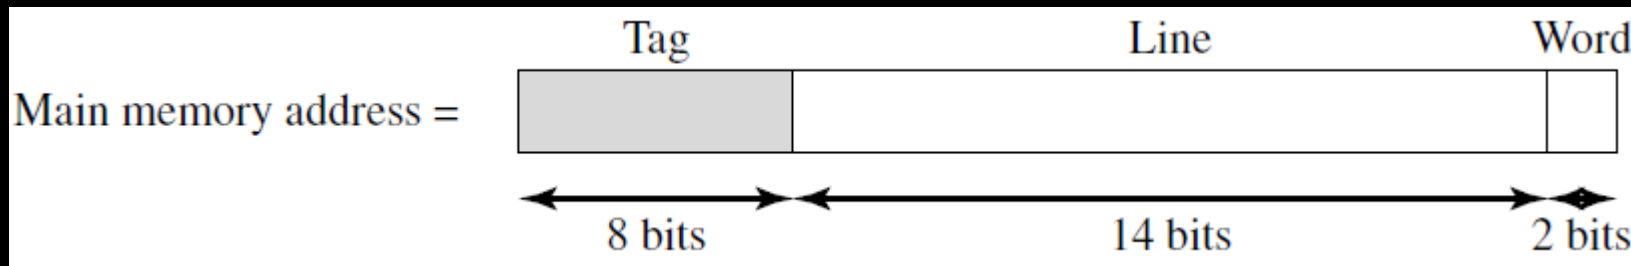 Tag Line Word
Main memory address =
8 bits 14 bits 2 bits